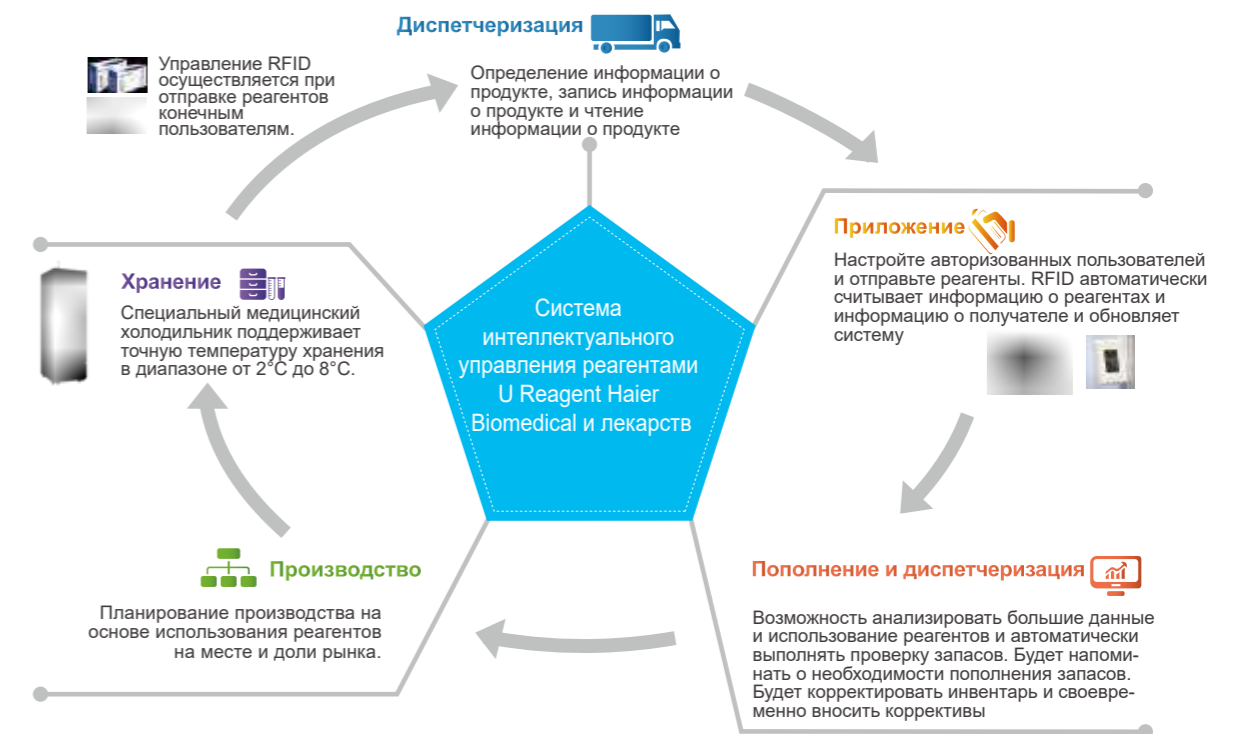 Диспетчеризация
Определение информации о
продукте, запись информации
о продукте и чтение
информации о продукте
Управление RFID
осуществляется при
отправке реагентов
конечным
пользователям.
Приложение
Настройте авторизованных пользователей
и отправьте реагенты. RFID автоматически
считывает информацию о реагентах и
информацию о получателе и обновляет
систему
Хранение
Специальный медицинский
холодильник поддерживает
точную температуру хранения
в диапазоне от 2°C до 8°C.
Система
интеллектуального
управления реагентами
U Reagent Haier
Biomedical и лекарств
Производство
Планирование производства на
основе использования реагентов
на месте и доли рынка.
Пополнение и диспетчеризация
Возможность анализировать большие данные
и использование реагентов и автоматически
выполнять проверку запасов. Будет напоми-
нать о необходимости пополнения запасов.
Будет корректировать инвентарь и своевре-
менно вносить коррективы